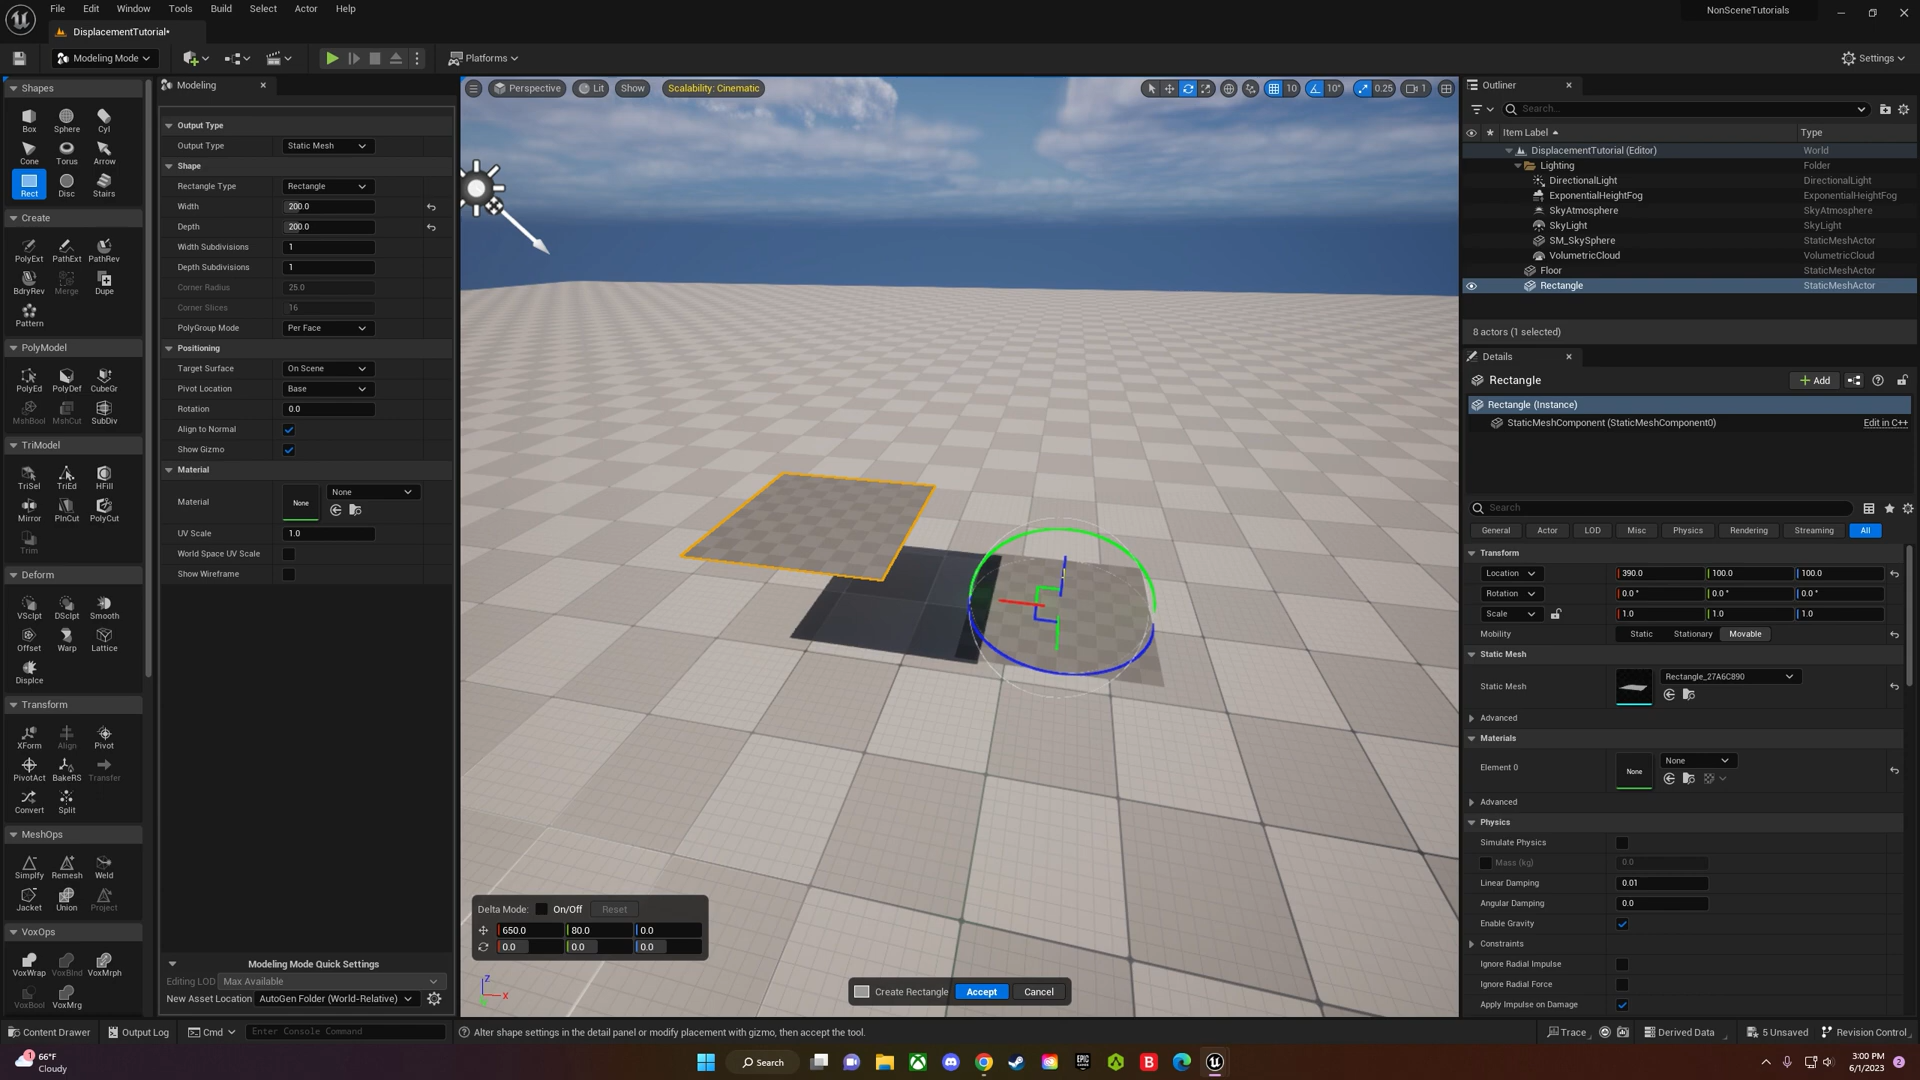 File Edit Window Tools Build Select Actor Help
NonSceneTutorials
DisplacementTutorial*
Modeling Mode
Platforms
Settings
Shapes
Box Sphere Cyl
Cone Torus Arrow
Rect Disc Stairs
Create
PolyExt PathExt PathRev
BdryRev Merge Dupe
Pattern
PolyModel
PolyEd PolyDef CubeGr
MshBool MshCut SubDiv
TriModel
TriSel TriEd HFill
Mirror PlnCut PolyCut
Trim
Deform
VSclpt DSclpt Smooth
Offset Warp Lattice
Displce
Transform
XForm Align Pivot
PivotAct BakeRS Transfer
Convert Split
MeshOps
Simplfy Remesh Weld
Jacket Union Project
VoxOps
VoxWrap VoxBlnd VoxMrph
VoxBool VoxMrg
Modeling
Output Type
Output Type Static Mesh
Shape
Rectangle Type Rectangle
Width 200.0
Depth 200.0
Width Subdivisions 1
Depth Subdivisions 1
Corner Radius 25.0
Corner Slices 16
PolyGroup Mode Per Face
Positioning
Target Surface On Scene
Pivot Location Base
Rotation 0.0
Align to Normal
Show Gizmo
Material
Material None None
UV Scale 1.0
World Space UV Scale
Show Wireframe
Modeling Mode Quick Settings
Editing LOD Max Available
New Asset Location AutoGen Folder (World-Relative)
Perspective Lit Show Scalability: Cinematic
10 10° 0.25 1
Delta Mode: On/Off Reset
650.0 80.0 0.0
0.0 0.0 0.0
Z
X
Create Rectangle Accept Cancel
Outliner
Search...
Item Label Type
DisplacementTutorial (Editor) World
Lighting Folder
DirectionalLight DirectionalLight
ExponentialHeightFog ExponentialHeightFog
SkyAtmosphere SkyAtmosphere
SkyLight SkyLight
SM_SkySphere StaticMeshActor
VolumetricCloud VolumetricCloud
Floor StaticMeshActor
Rectangle StaticMeshActor
8 actors (1 selected)
Details
Rectangle
Add
Rectangle (Instance)
StaticMeshComponent (StaticMeshComponent0) Edit in C++
Search
General Actor LOD Misc Physics Rendering Streaming All
Transform
Location 390.0 100.0 100.0
Rotation 0.0° 0.0° 0.0°
Scale 1.0 1.0 1.0
Mobility Static Stationary Movable
Static Mesh
Static Mesh Rectangle_27A6C890
Advanced
Materials
Element 0 None None
Advanced
Physics
Simulate Physics
Mass (kg) 0.0
Linear Damping 0.01
Angular Damping 0.0
Enable Gravity
Constraints
Ignore Radial Impulse
Ignore Radial Force
Apply Impulse on Damage
Content Drawer Output Log Cmd Enter Console Command
Alter shape settings in the detail panel or modify placement with gizmo, then accept the tool.
Trace Derived Data 5 Unsaved Revision Control
1
66°F
Cloudy
Search
EPIC
B
3:00 PM
6/1/2023
2